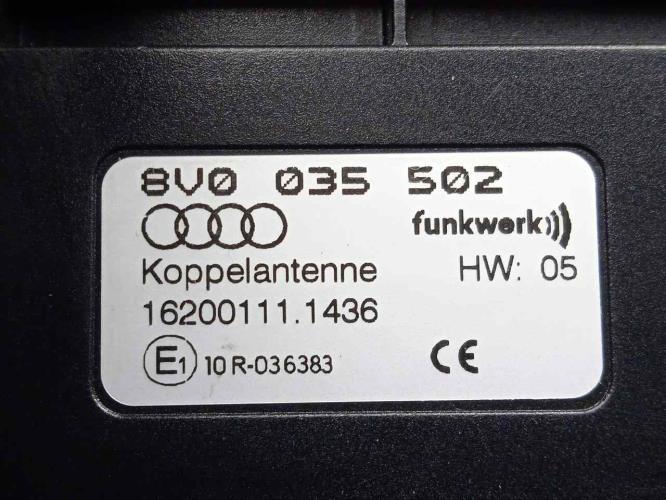 8V0 035 502
funkwerk
Koppelantenne HW: 05
16200111.1436
E1 10 R-036383 CE